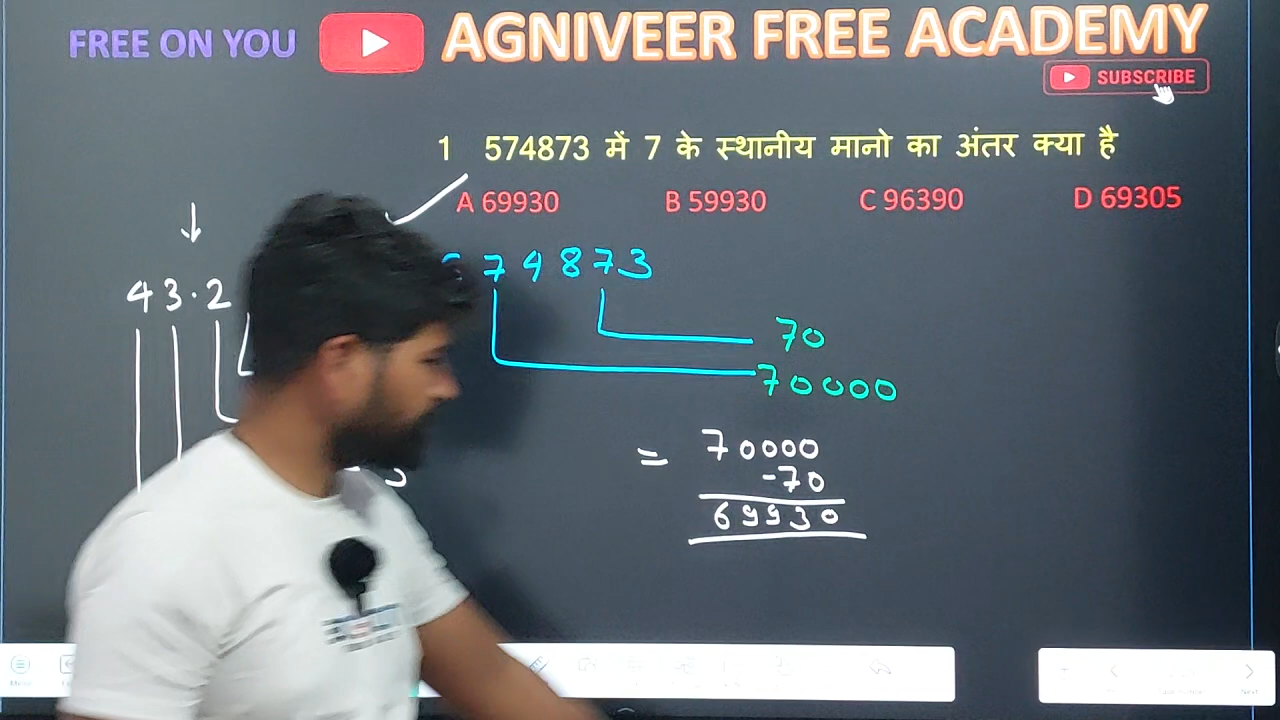 FREE ON YOU AGNIVEER FREE ACADEMY
SUBSCRIBE
1 574873 में 7 के स्थानीय मानो का अंतर क्या है
A 69930 B 59930 C 96390 D 69305
74873
43.2
70
70000
= 70000
-70
69930